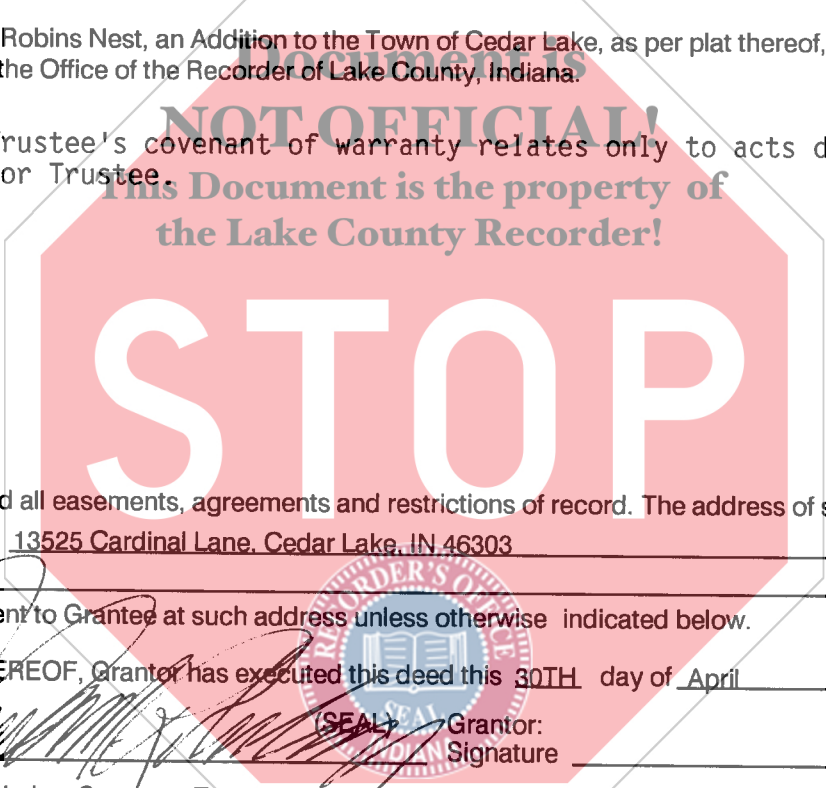 Robins Nest, an Addition to the Town of Cedar Lake, as per plat thereof,
the Office of the Recorder of Lake County, Indiana.
Document is
NOT OFFICIAL!
This Document is the property of
the Lake County Recorder!
rustee's covenant of warranty relates only to acts d
or Trustee.
STOP
d all easements, agreements and restrictions of record. The address of s
13525 Cardinal Lane, Cedar Lake, IN 46303
ent to Grantee at such address unless otherwise indicated below.
EREOF, Grantor has executed this deed this 30TH day of April
(SEAL) Grantor:
Signature
RECORDER'S OFFICE
SEAL
INDIANA